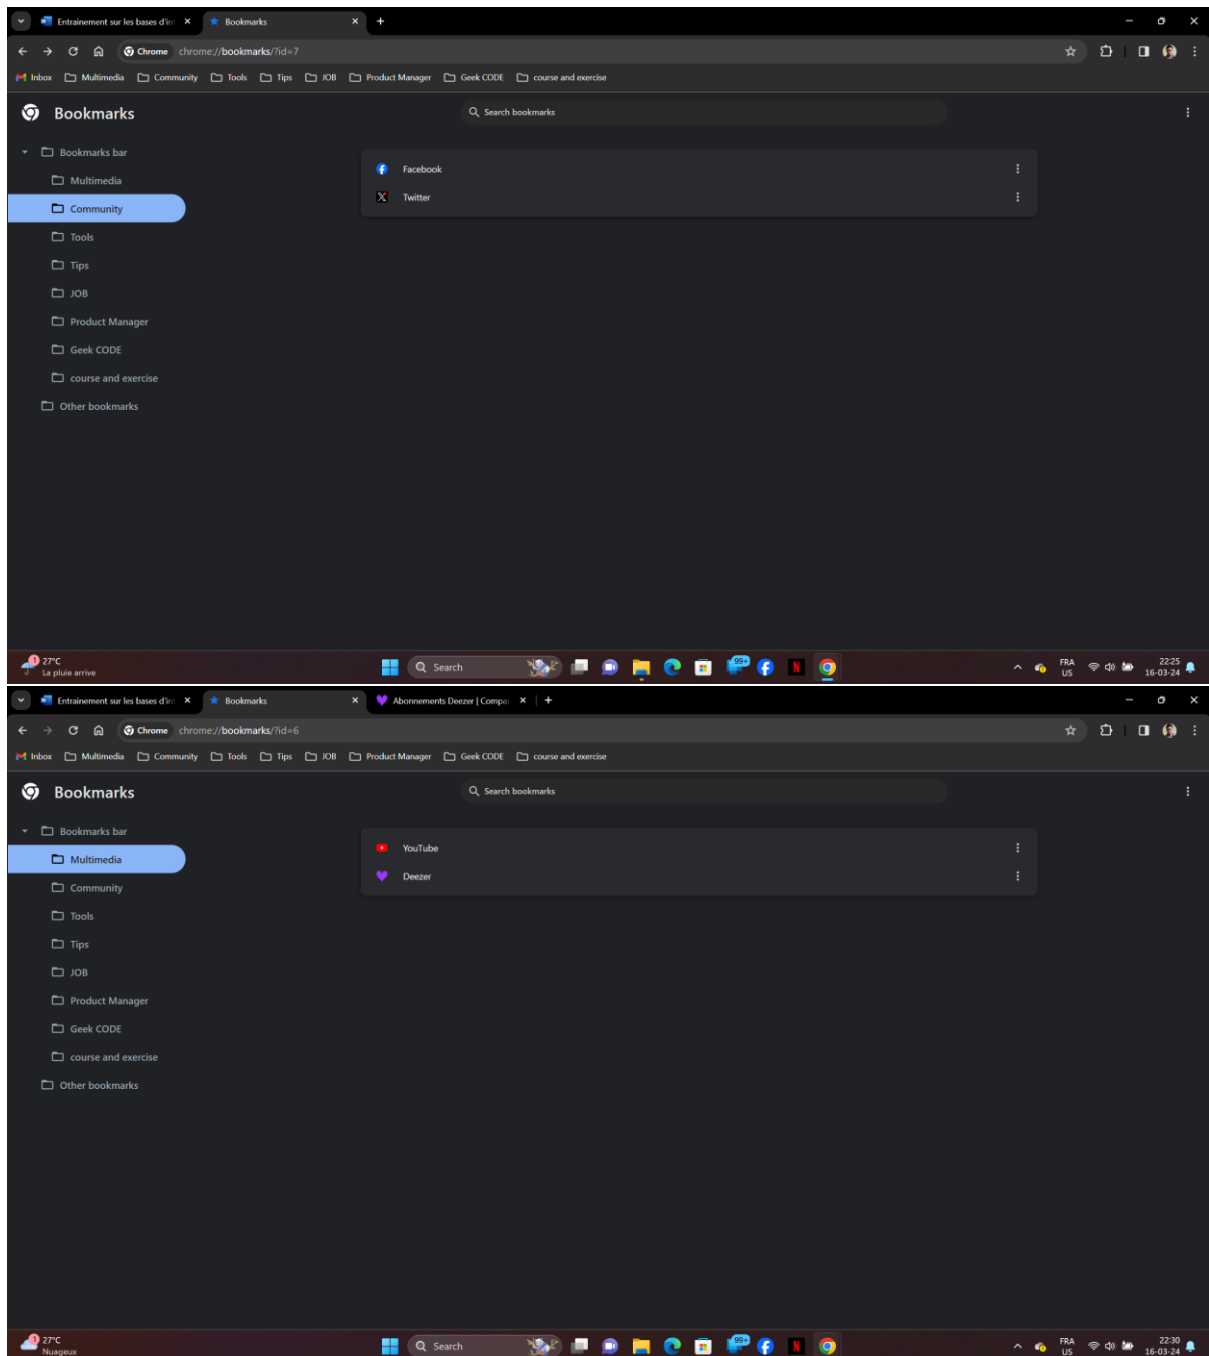 Entrainement sur les bases d'in
Bookmarks
Chrome chrome://bookmarks/?id=7
Inbox Multimedia Community Tools Tips JOB Product Manager Geek CODE course and exercise
Bookmarks
Search bookmarks
Bookmarks bar
Multimedia
Community
Tools
Tips
JOB
Product Manager
Geek CODE
course and exercise
Other bookmarks
Facebook
Twitter
27°C
La pluie arrive
1
Search
99+
FRA
US
22:25
16-03-24
Entrainement sur les bases d'in
Bookmarks
Abonnements Deezer | Compar
Chrome chrome://bookmarks/?id=6
Inbox Multimedia Community Tools Tips JOB Product Manager Geek CODE course and exercise
Bookmarks
Search bookmarks
Bookmarks bar
Multimedia
Community
Tools
Tips
JOB
Product Manager
Geek CODE
course and exercise
Other bookmarks
YouTube
Deezer
27°C
Nuageux
1
Search
99+
FRA
US
22:30
16-03-24